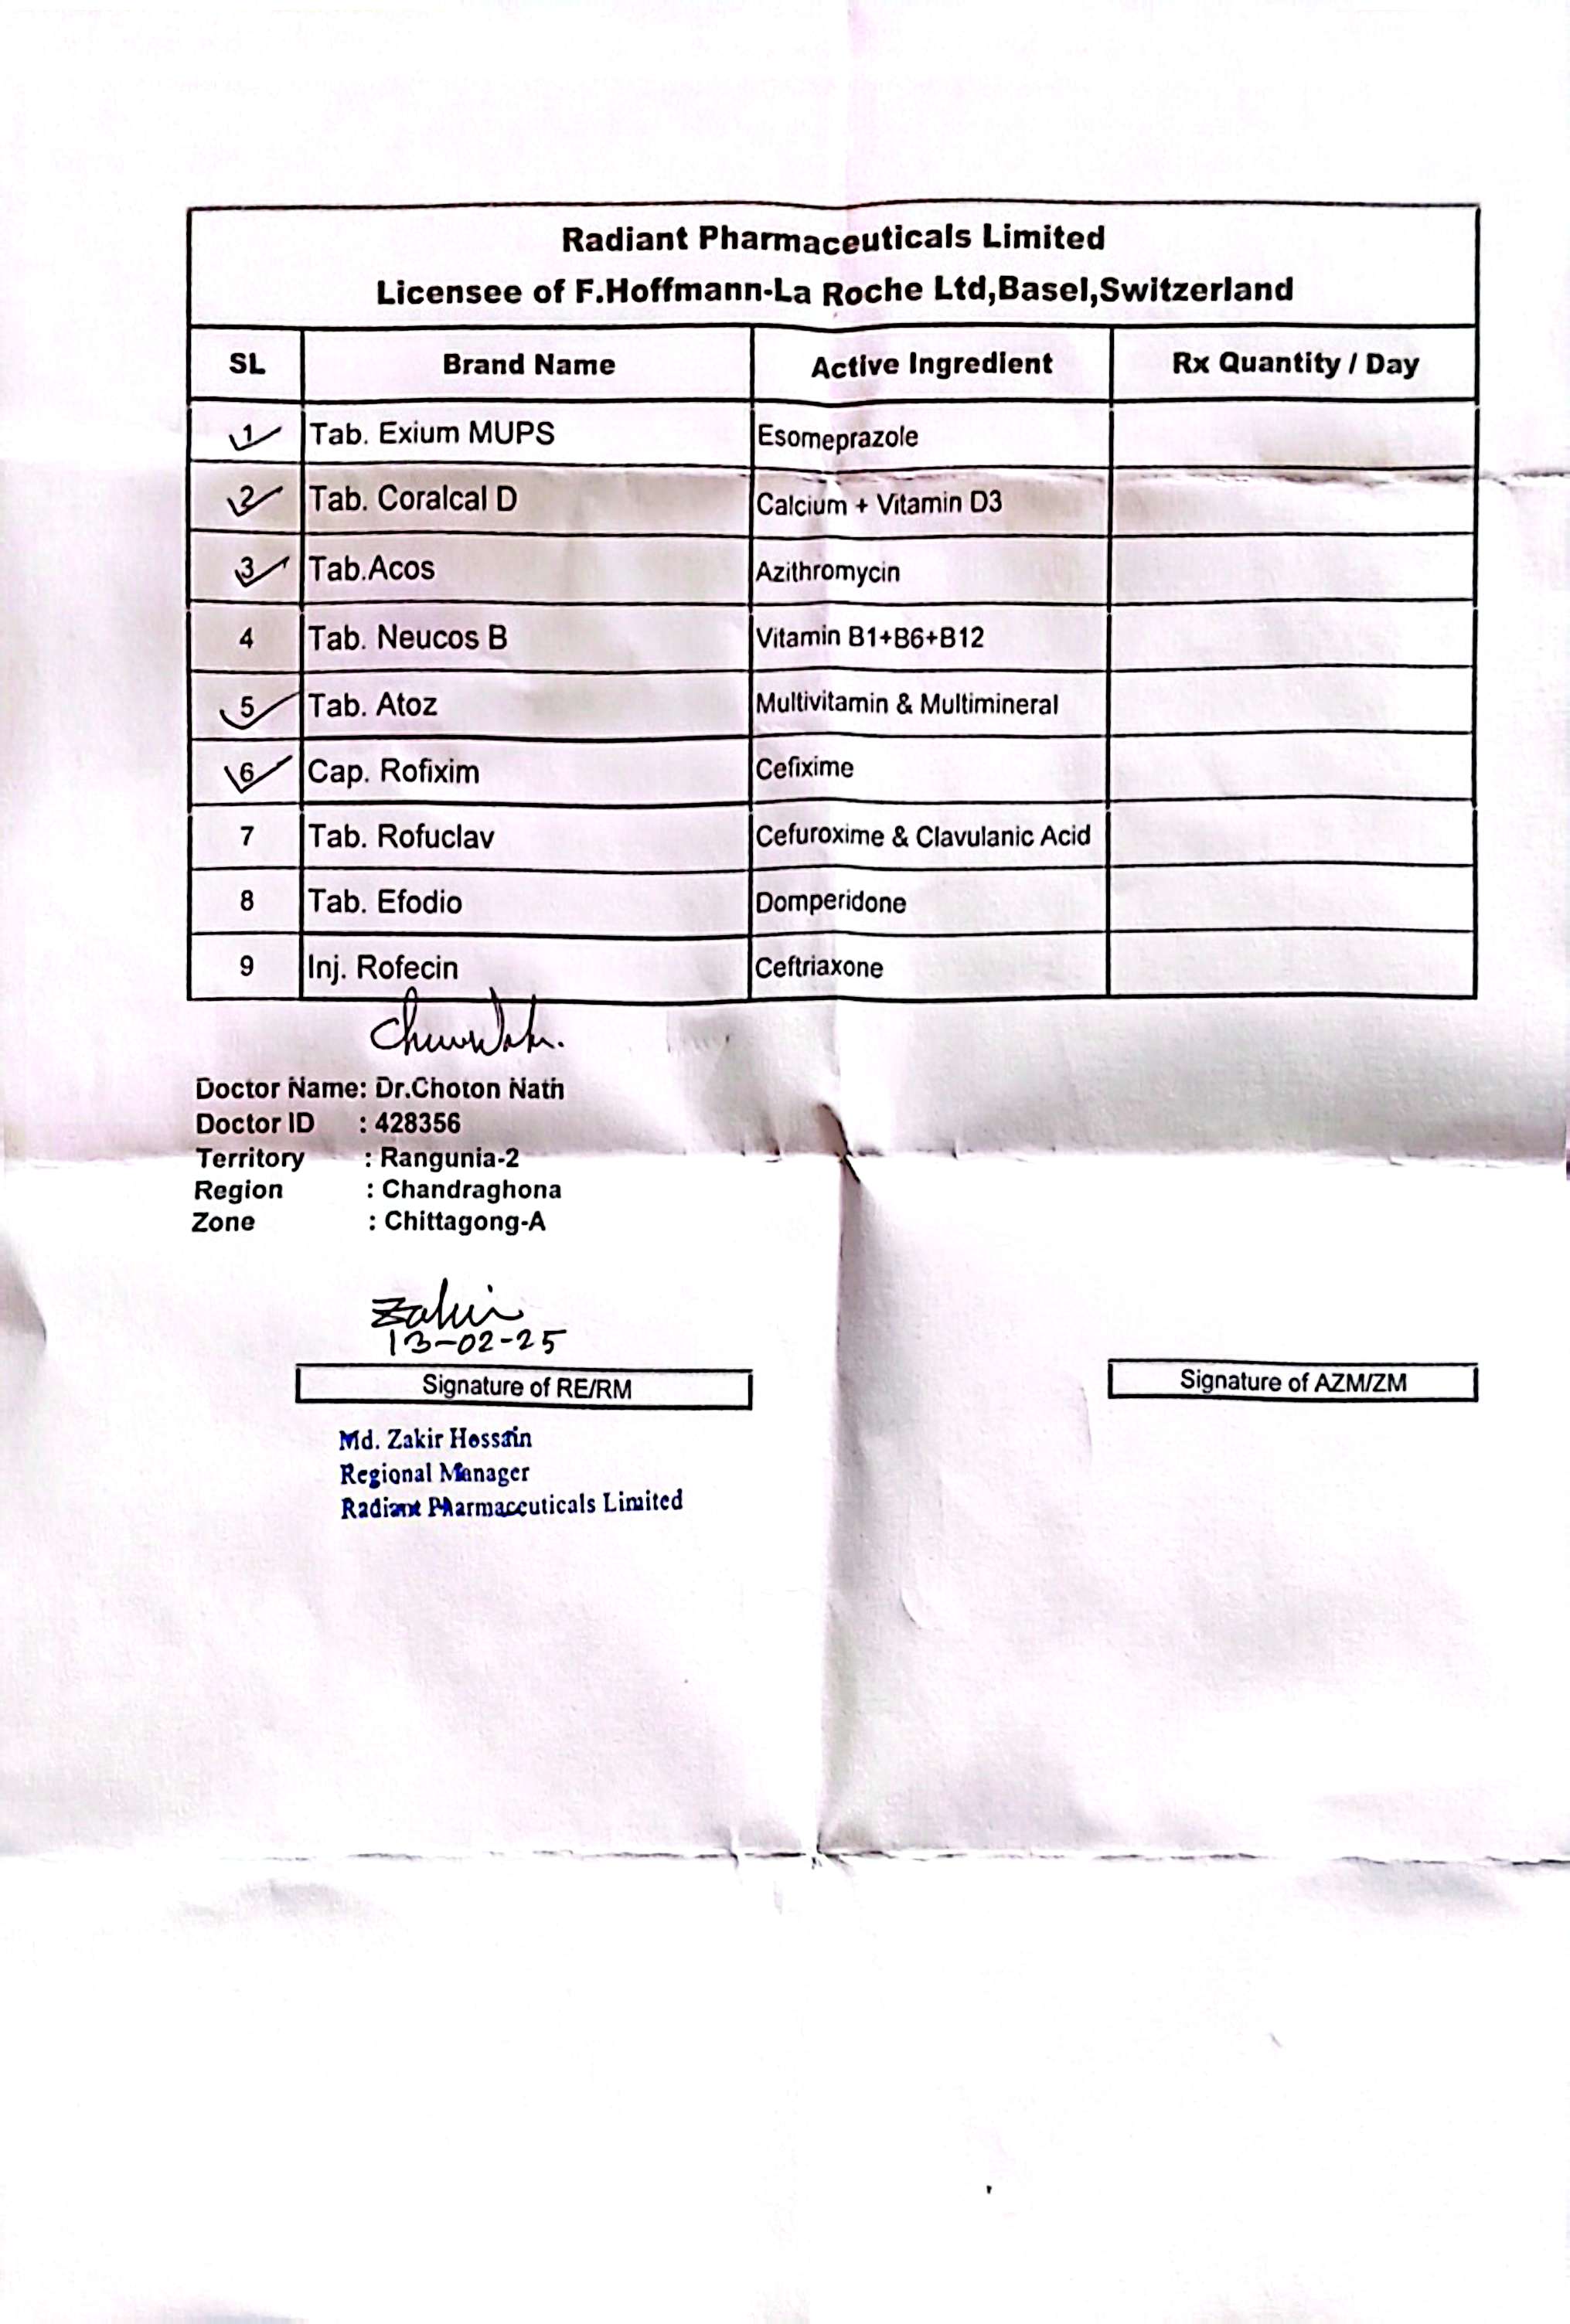 Radiant Pharmaceuticals Limited
Licensee of F.Hoffmann-La Roche Ltd,Basel,Switzerland
SL Brand Name Active Ingredient Rx Quantity / Day
1 Tab. Exium MUPS Esomeprazole
2 Tab. Coralcal D Calcium + Vitamin D3
3 Tab.Acos Azithromycin
4 Tab. Neucos B Vitamin B1+B6+B12
5 Tab. Atoz Multivitamin & Multimineral
6 Cap. Rofixim Cefixime
7 Tab. Rofuclav Cefuroxime & Clavulanic Acid
8 Tab. Efodio Domperidone
9 Inj. Rofecin Ceftriaxone
Doctor Name: Dr.Choton Nath
Doctor ID : 428356
Territory : Rangunia-2
Region : Chandraghona
Zone : Chittagong-A
Zakir
13-02-25
Signature of RE/RM Signature of AZM/ZM
Md. Zakir Hossain
Regional Manager
Radiant Pharmaceuticals Limited